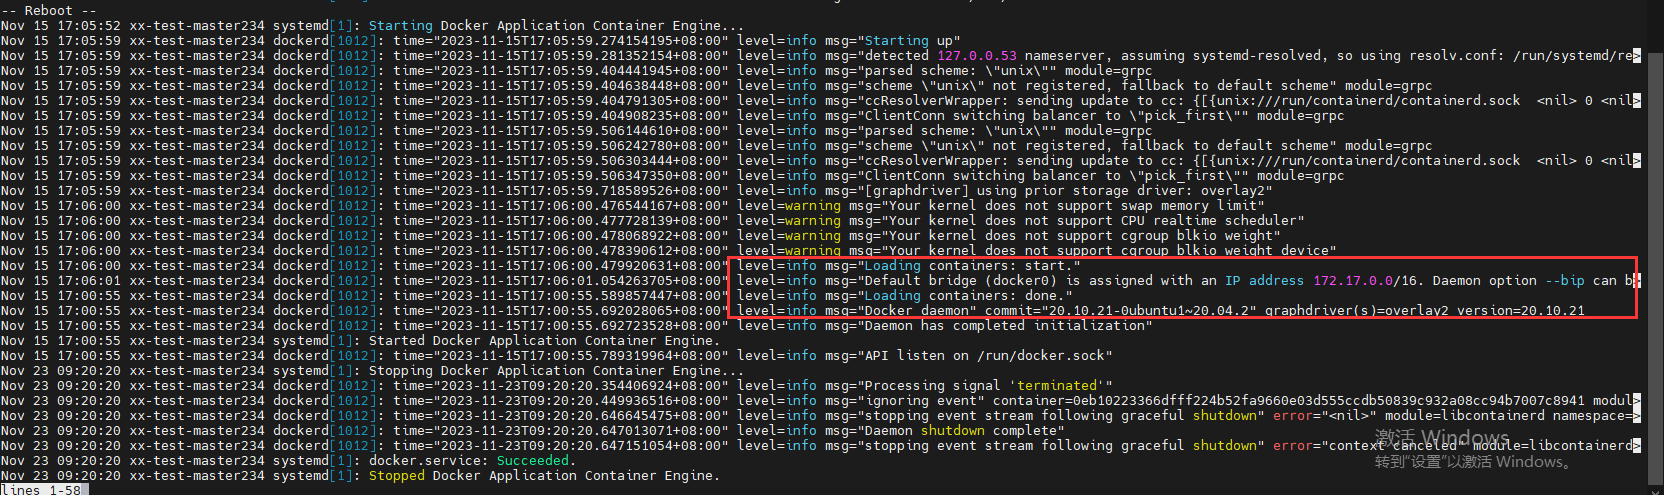 -- Reboot --
Nov 15 17:05:52 xx-test-master234 systemd[1]: Starting Docker Application Container Engine...
Nov 15 17:05:59 xx-test-master234 dockerd[1012]: time="2023-11-15T17:05:59.274154195+08:00" level=info msg="Starting up"
Nov 15 17:05:59 xx-test-master234 dockerd[1012]: time="2023-11-15T17:05:59.281352154+08:00" level=info msg="detected 127.0.0.53 nameserver, assuming systemd-resolved, so using resolv.conf: /run/systemd/re>
Nov 15 17:05:59 xx-test-master234 dockerd[1012]: time="2023-11-15T17:05:59.404441945+08:00" level=info msg="parsed scheme: \"unix\"" module=grpc
Nov 15 17:05:59 xx-test-master234 dockerd[1012]: time="2023-11-15T17:05:59.404638448+08:00" level=info msg="scheme \"unix\" not registered, fallback to default scheme" module=grpc
Nov 15 17:05:59 xx-test-master234 dockerd[1012]: time="2023-11-15T17:05:59.404791305+08:00" level=info msg="ccResolverWrapper: sending update to cc: {[{unix:///run/containerd/containerd.sock  <nil> 0 <nil>
Nov 15 17:05:59 xx-test-master234 dockerd[1012]: time="2023-11-15T17:05:59.404908235+08:00" level=info msg="ClientConn switching balancer to \"pick_first\"" module=grpc
Nov 15 17:05:59 xx-test-master234 dockerd[1012]: time="2023-11-15T17:05:59.506144610+08:00" level=info msg="parsed scheme: \"unix\"" module=grpc
Nov 15 17:05:59 xx-test-master234 dockerd[1012]: time="2023-11-15T17:05:59.506242780+08:00" level=info msg="scheme \"unix\" not registered, fallback to default scheme" module=grpc
Nov 15 17:05:59 xx-test-master234 dockerd[1012]: time="2023-11-15T17:05:59.506303444+08:00" level=info msg="ccResolverWrapper: sending update to cc: {[{unix:///run/containerd/containerd.sock  <nil> 0 <nil>
Nov 15 17:05:59 xx-test-master234 dockerd[1012]: time="2023-11-15T17:05:59.506347350+08:00" level=info msg="ClientConn switching balancer to \"pick_first\"" module=grpc
Nov 15 17:05:59 xx-test-master234 dockerd[1012]: time="2023-11-15T17:05:59.718589526+08:00" level=info msg="[graphdriver] using prior storage driver: overlay2"
Nov 15 17:06:00 xx-test-master234 dockerd[1012]: time="2023-11-15T17:06:00.476544167+08:00" level=warning msg="Your kernel does not support swap memory limit"
Nov 15 17:06:00 xx-test-master234 dockerd[1012]: time="2023-11-15T17:06:00.477728139+08:00" level=warning msg="Your kernel does not support CPU realtime scheduler"
Nov 15 17:06:00 xx-test-master234 dockerd[1012]: time="2023-11-15T17:06:00.478068922+08:00" level=warning msg="Your kernel does not support cgroup blkio weight"
Nov 15 17:06:00 xx-test-master234 dockerd[1012]: time="2023-11-15T17:06:00.478390612+08:00" level=warning msg="Your kernel does not support cgroup blkio weight_device"
Nov 15 17:06:00 xx-test-master234 dockerd[1012]: time="2023-11-15T17:06:00.479920631+08:00" level=info msg="Loading containers: start."
Nov 15 17:06:01 xx-test-master234 dockerd[1012]: time="2023-11-15T17:06:01.054263705+08:00" level=info msg="Default bridge (docker0) is assigned with an IP address 172.17.0.0/16. Daemon option --bip can b>
Nov 15 17:00:55 xx-test-master234 dockerd[1012]: time="2023-11-15T17:00:55.589857447+08:00" level=info msg="Loading containers: done."
Nov 15 17:00:55 xx-test-master234 dockerd[1012]: time="2023-11-15T17:00:55.692028065+08:00" level=info msg="Docker daemon" commit="20.10.21-0ubuntu1~20.04.2" graphdriver(s)=overlay2 version=20.10.21
Nov 15 17:00:55 xx-test-master234 dockerd[1012]: time="2023-11-15T17:00:55.692723528+08:00" level=info msg="Daemon has completed initialization"
Nov 15 17:00:55 xx-test-master234 systemd[1]: Started Docker Application Container Engine.
Nov 15 17:00:55 xx-test-master234 dockerd[1012]: time="2023-11-15T17:00:55.789319964+08:00" level=info msg="API listen on /run/docker.sock"
Nov 23 09:20:20 xx-test-master234 systemd[1]: Stopping Docker Application Container Engine...
Nov 23 09:20:20 xx-test-master234 dockerd[1012]: time="2023-11-23T09:20:20.354406924+08:00" level=info msg="Processing signal 'terminated'"
Nov 23 09:20:20 xx-test-master234 dockerd[1012]: time="2023-11-23T09:20:20.449936516+08:00" level=info msg="ignoring event" container=0eb10223366dfff224b52fa9660e03d555ccdb50839c932a08cc94b7007c8941 modul>
Nov 23 09:20:20 xx-test-master234 dockerd[1012]: time="2023-11-23T09:20:20.646645475+08:00" level=info msg="stopping event stream following graceful shutdown" error="<nil>" module=libcontainerd namespace=>
Nov 23 09:20:20 xx-test-master234 dockerd[1012]: time="2023-11-23T09:20:20.647013071+08:00" level=info msg="Daemon shutdown complete"
Nov 23 09:20:20 xx-test-master234 dockerd[1012]: time="2023-11-23T09:20:20.647151054+08:00" level=info msg="stopping event stream following graceful shutdown" error="context canceled" module=libcontainerd>
Nov 23 09:20:20 xx-test-master234 systemd[1]: docker.service: Succeeded.
Nov 23 09:20:20 xx-test-master234 systemd[1]: Stopped Docker Application Container Engine.
lines 1-58
激活 Windows
转到“设置”以激活 Windows。